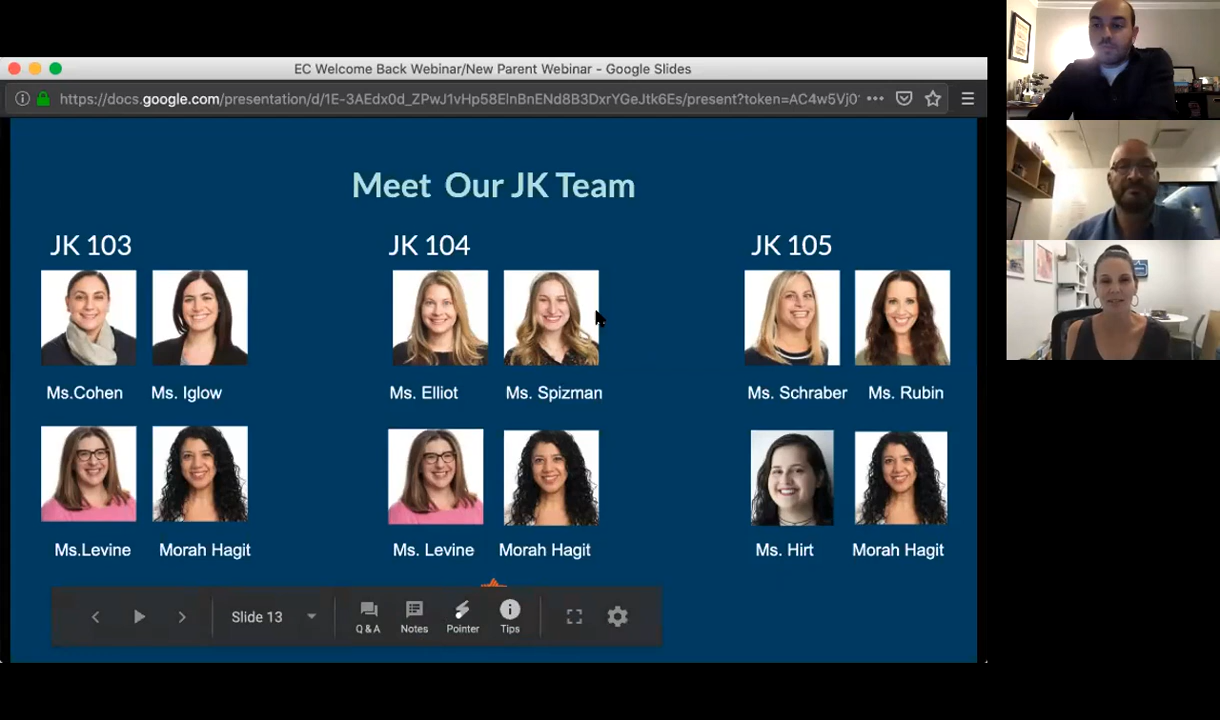 EC Welcome Back Webinar/New Parent Webinar - Google Slides
https://docs.google.com/presentation/d/1E-3AEdx0d_ZPwJ1vHp58ElnBnENd8B3DxrYGeJtk6Es/present?token=AC4w5Vj0
Meet Our JK Team
JK 103 JK 104 JK 105
Ms.Cohen Ms. Iglow Ms. Elliot Ms. Spizman Ms. Schraber Ms. Rubin
Ms.Levine Morah Hagit Ms. Levine Morah Hagit Ms. Hirt Morah Hagit
Slide 13
Q & A Notes Pointer Tips